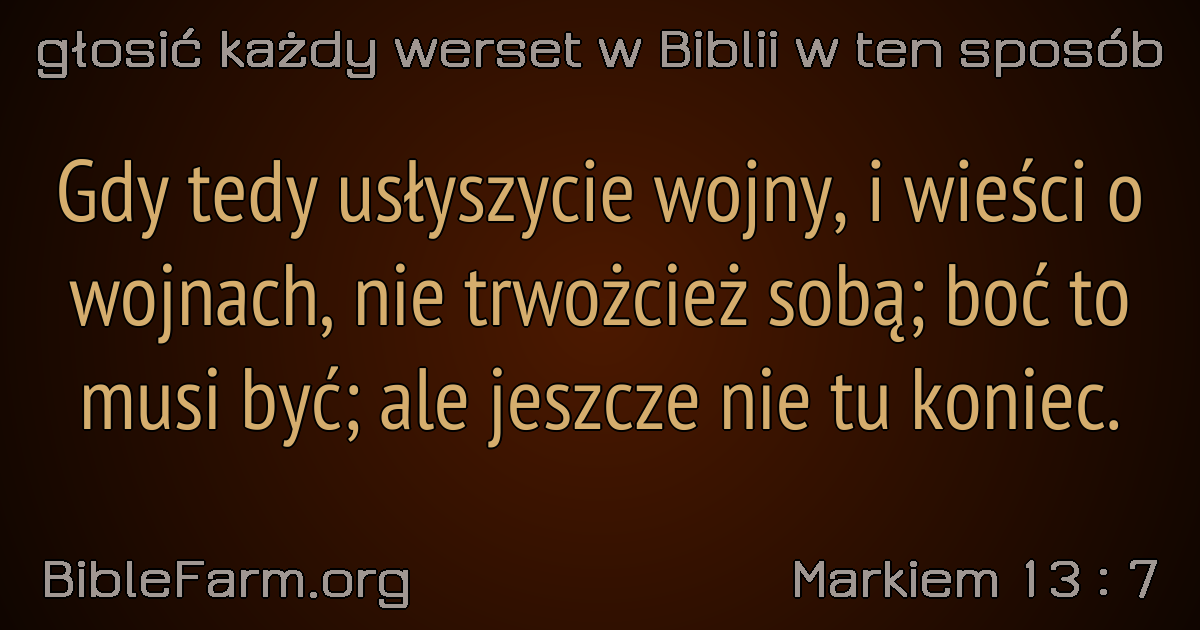 głosić każdy werset w Biblii w ten sposób
Gdy tedy usłyszycie wojny, i wieści o
wojnach, nie trwożcież sobą; boć to
musi być; ale jeszcze nie tu koniec.
BibleFarm.org
Markiem 13 : 7